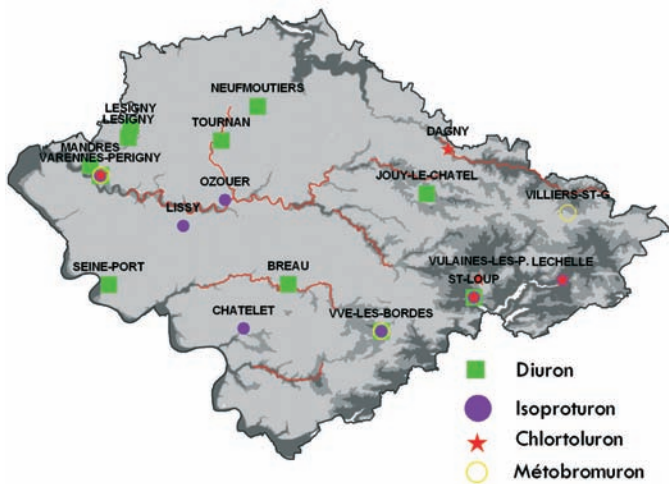 NEUFMOUTIERS
LESIGNY
LESIGNY
TOURNAN
DAGNY
MANDRES
VARENNES-PERIGNY
JOUY-LE-CHATEL
OZOUER
VILLIERS-ST-G.
LISSY
SEINE-PORT
BREAU
VULAINES-LES-P.
LECHELLE
ST-LOUP
CHATELET
VVE-LES-BORDES
Diuron
Isoproturon
Chlortoluron
Métobromuron